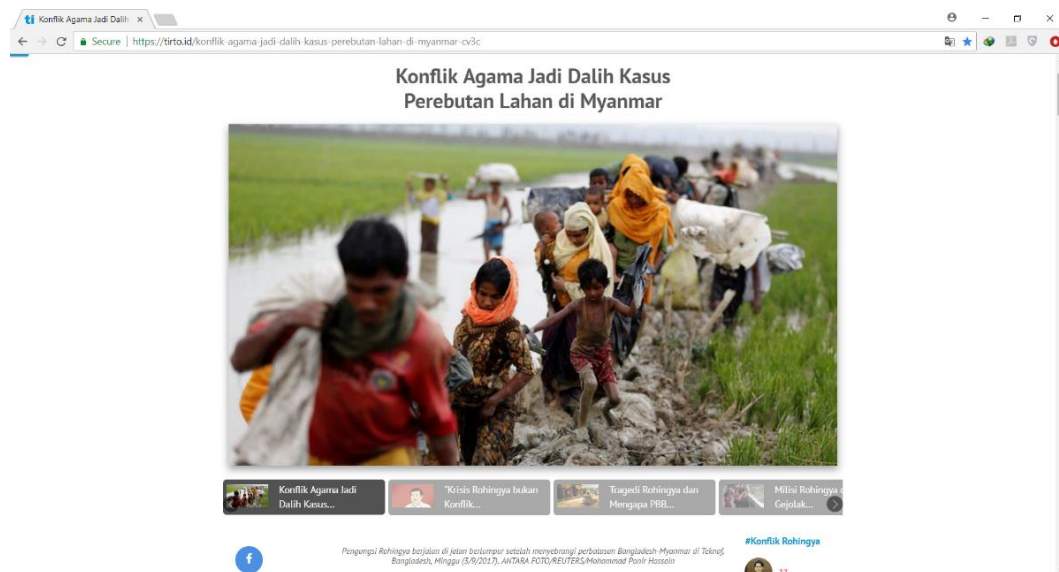 Konflik Agama Jadi Dalih
Secure | https://tirto.id/konflik-agama-jadi-dalih-kasus-perebutan-lahan-di-myanmar-cv3c
Konflik Agama Jadi Dalih Kasus
Perebutan Lahan di Myanmar
Konflik Agama Jadi
Dalih Kasus...
"Krisis Rohingya bukan
Konflik...
Tragedi Rohingya dan
Mengapa PBB...
Milisi Rohingya
Gejolak...
#Konflik Rohingya
Pengungsi Rohingya berjalan di jalan berlumpur setelah menyebrangi perbatasan Bangladesh-Myanmar di Teknaf,
Bangladesh, Minggu (3/9/2017). ANTARA FOTO/REUTERS/Mohammad Ponir Hossain